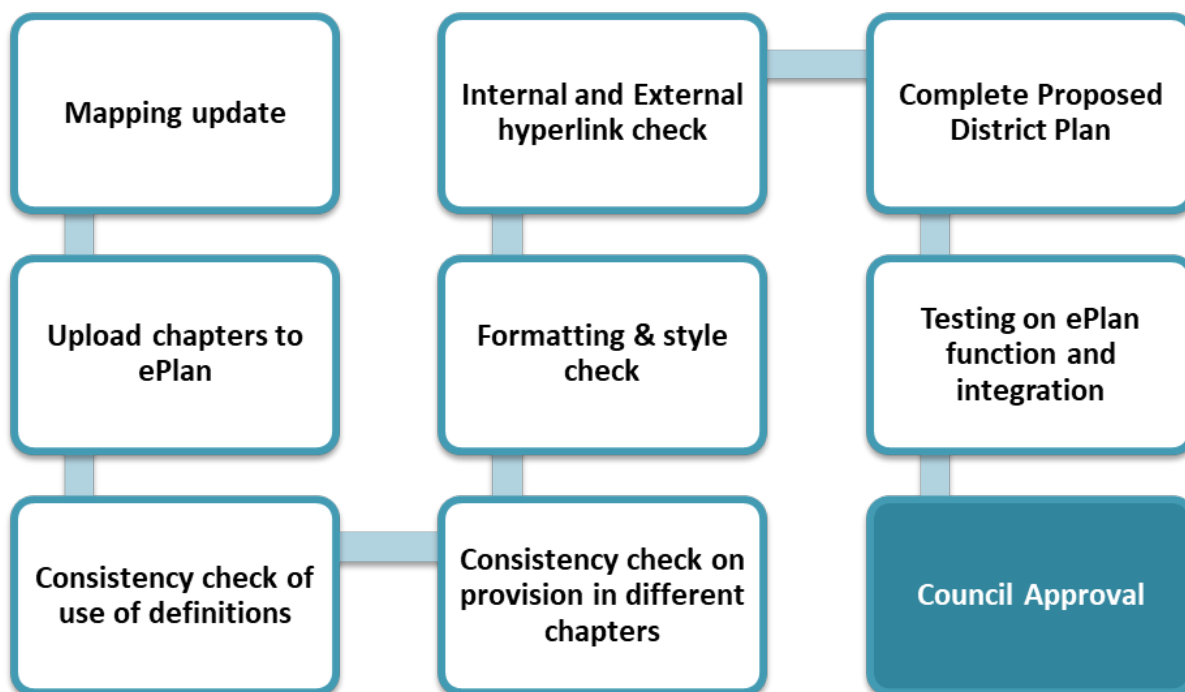 Mapping update
Upload chapters to
ePlan
Consistency check of
use of definitions
Consistency check on
provision in different
chapters
Formatting & style
check
Internal and External
hyperlink check
Complete Proposed
District Plan
Testing on ePlan
function and
integration
Council Approval